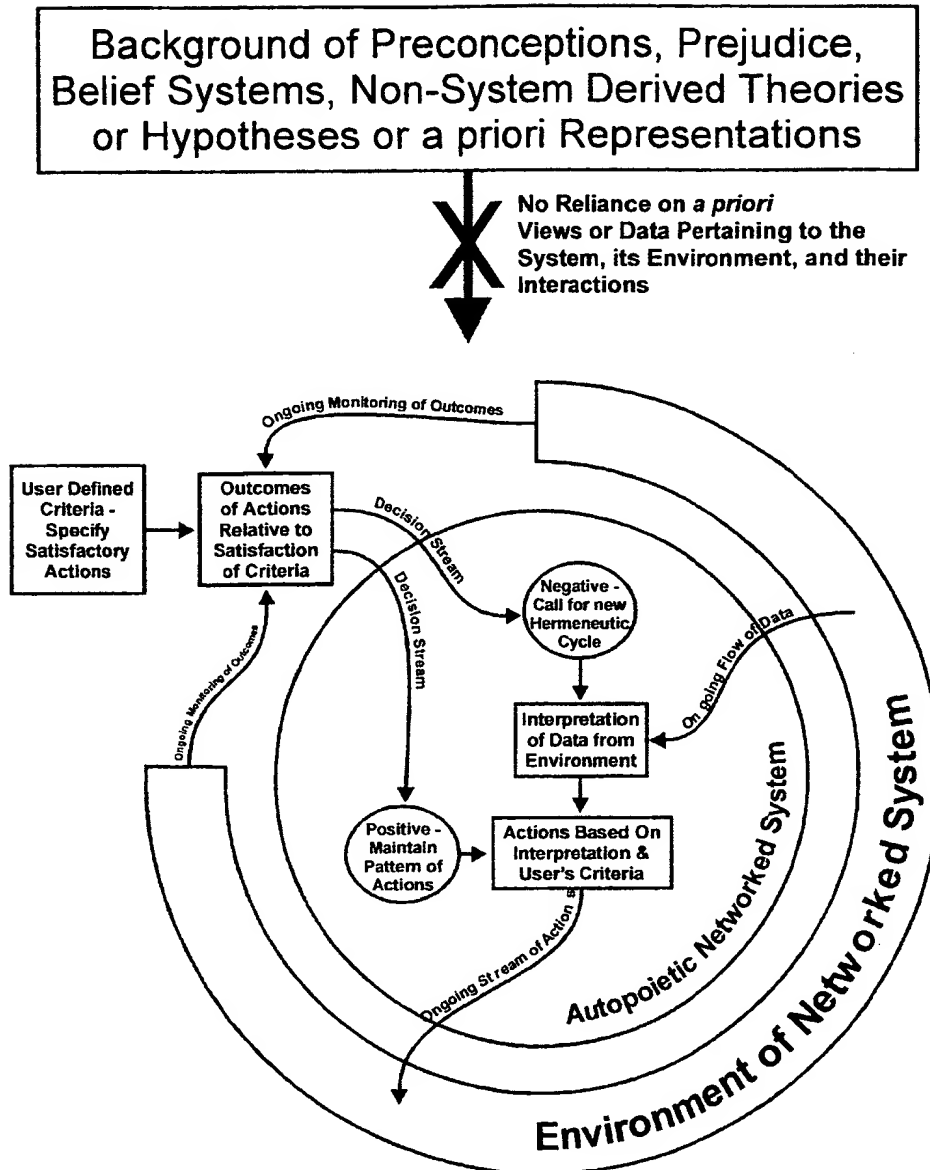 Background of Preconceptions, Prejudice,
Belief Systems, Non-System Derived Theories
or Hypotheses or a priori Representations
No Reliance on a priori
Views or Data Pertaining to the
System, its Environment, and their
Interactions
Ongoing Monitoring of Outcomes
User Defined
Criteria -
Specify
Satisfactory
Actions
Outcomes
of Actions
Relative to
Satisfaction
of Criteria
Decision Stream
Decision Stream
Negative -
Call for new
Hermeneutic
Cycle
On going Flow of Data
Ongoing Monitoring of Outcomes
Interpretation
of Data from
Environment
Positive -
Maintain
Pattern of
Actions
Actions Based On
Interpretation &
User's Criteria
Ongoing Stream of Action s
Autopoietic Networked System
Environment of Networked System